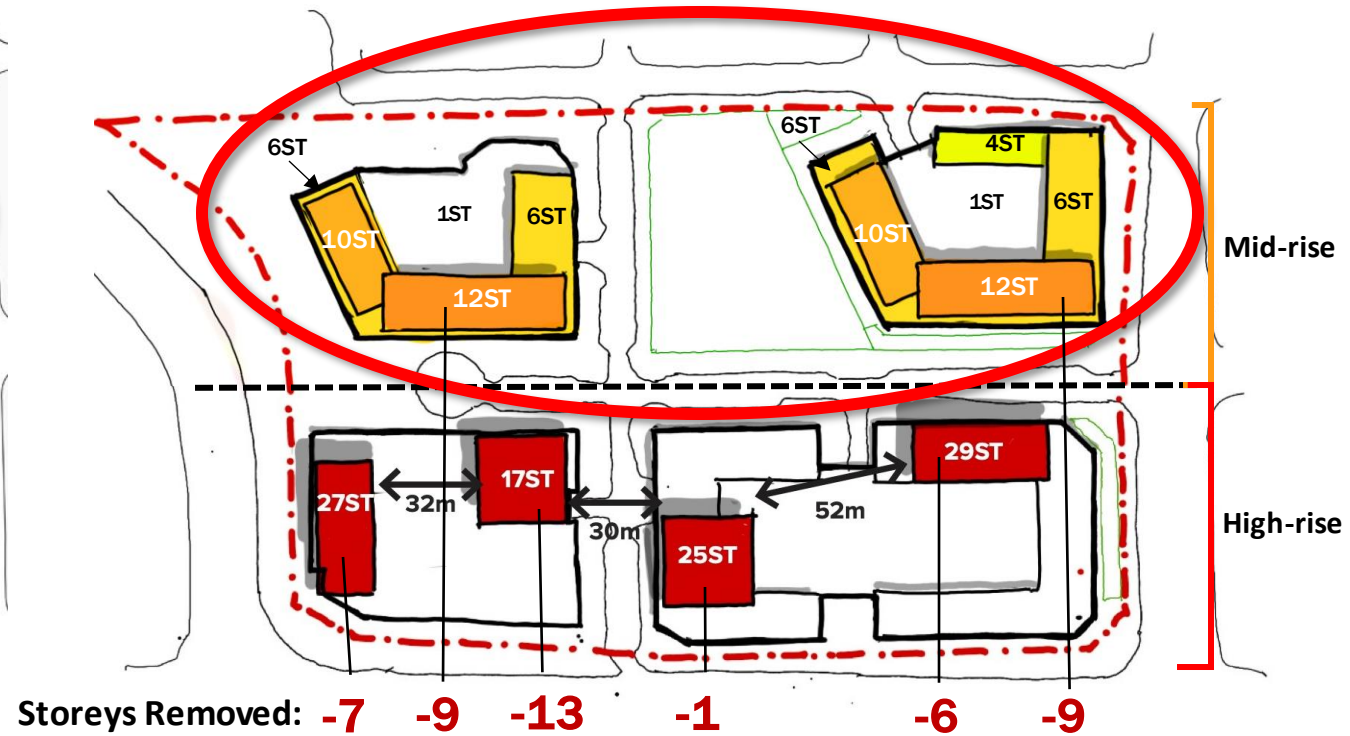 6ST
6ST
4ST
1ST
6ST
10ST
1ST
6ST
10ST
12ST
12ST
Mid-rise
27ST
32m
17ST
30m
25ST
52m
29ST
High-rise
Storeys Removed: -7 -9 -13 -1 -6 -9